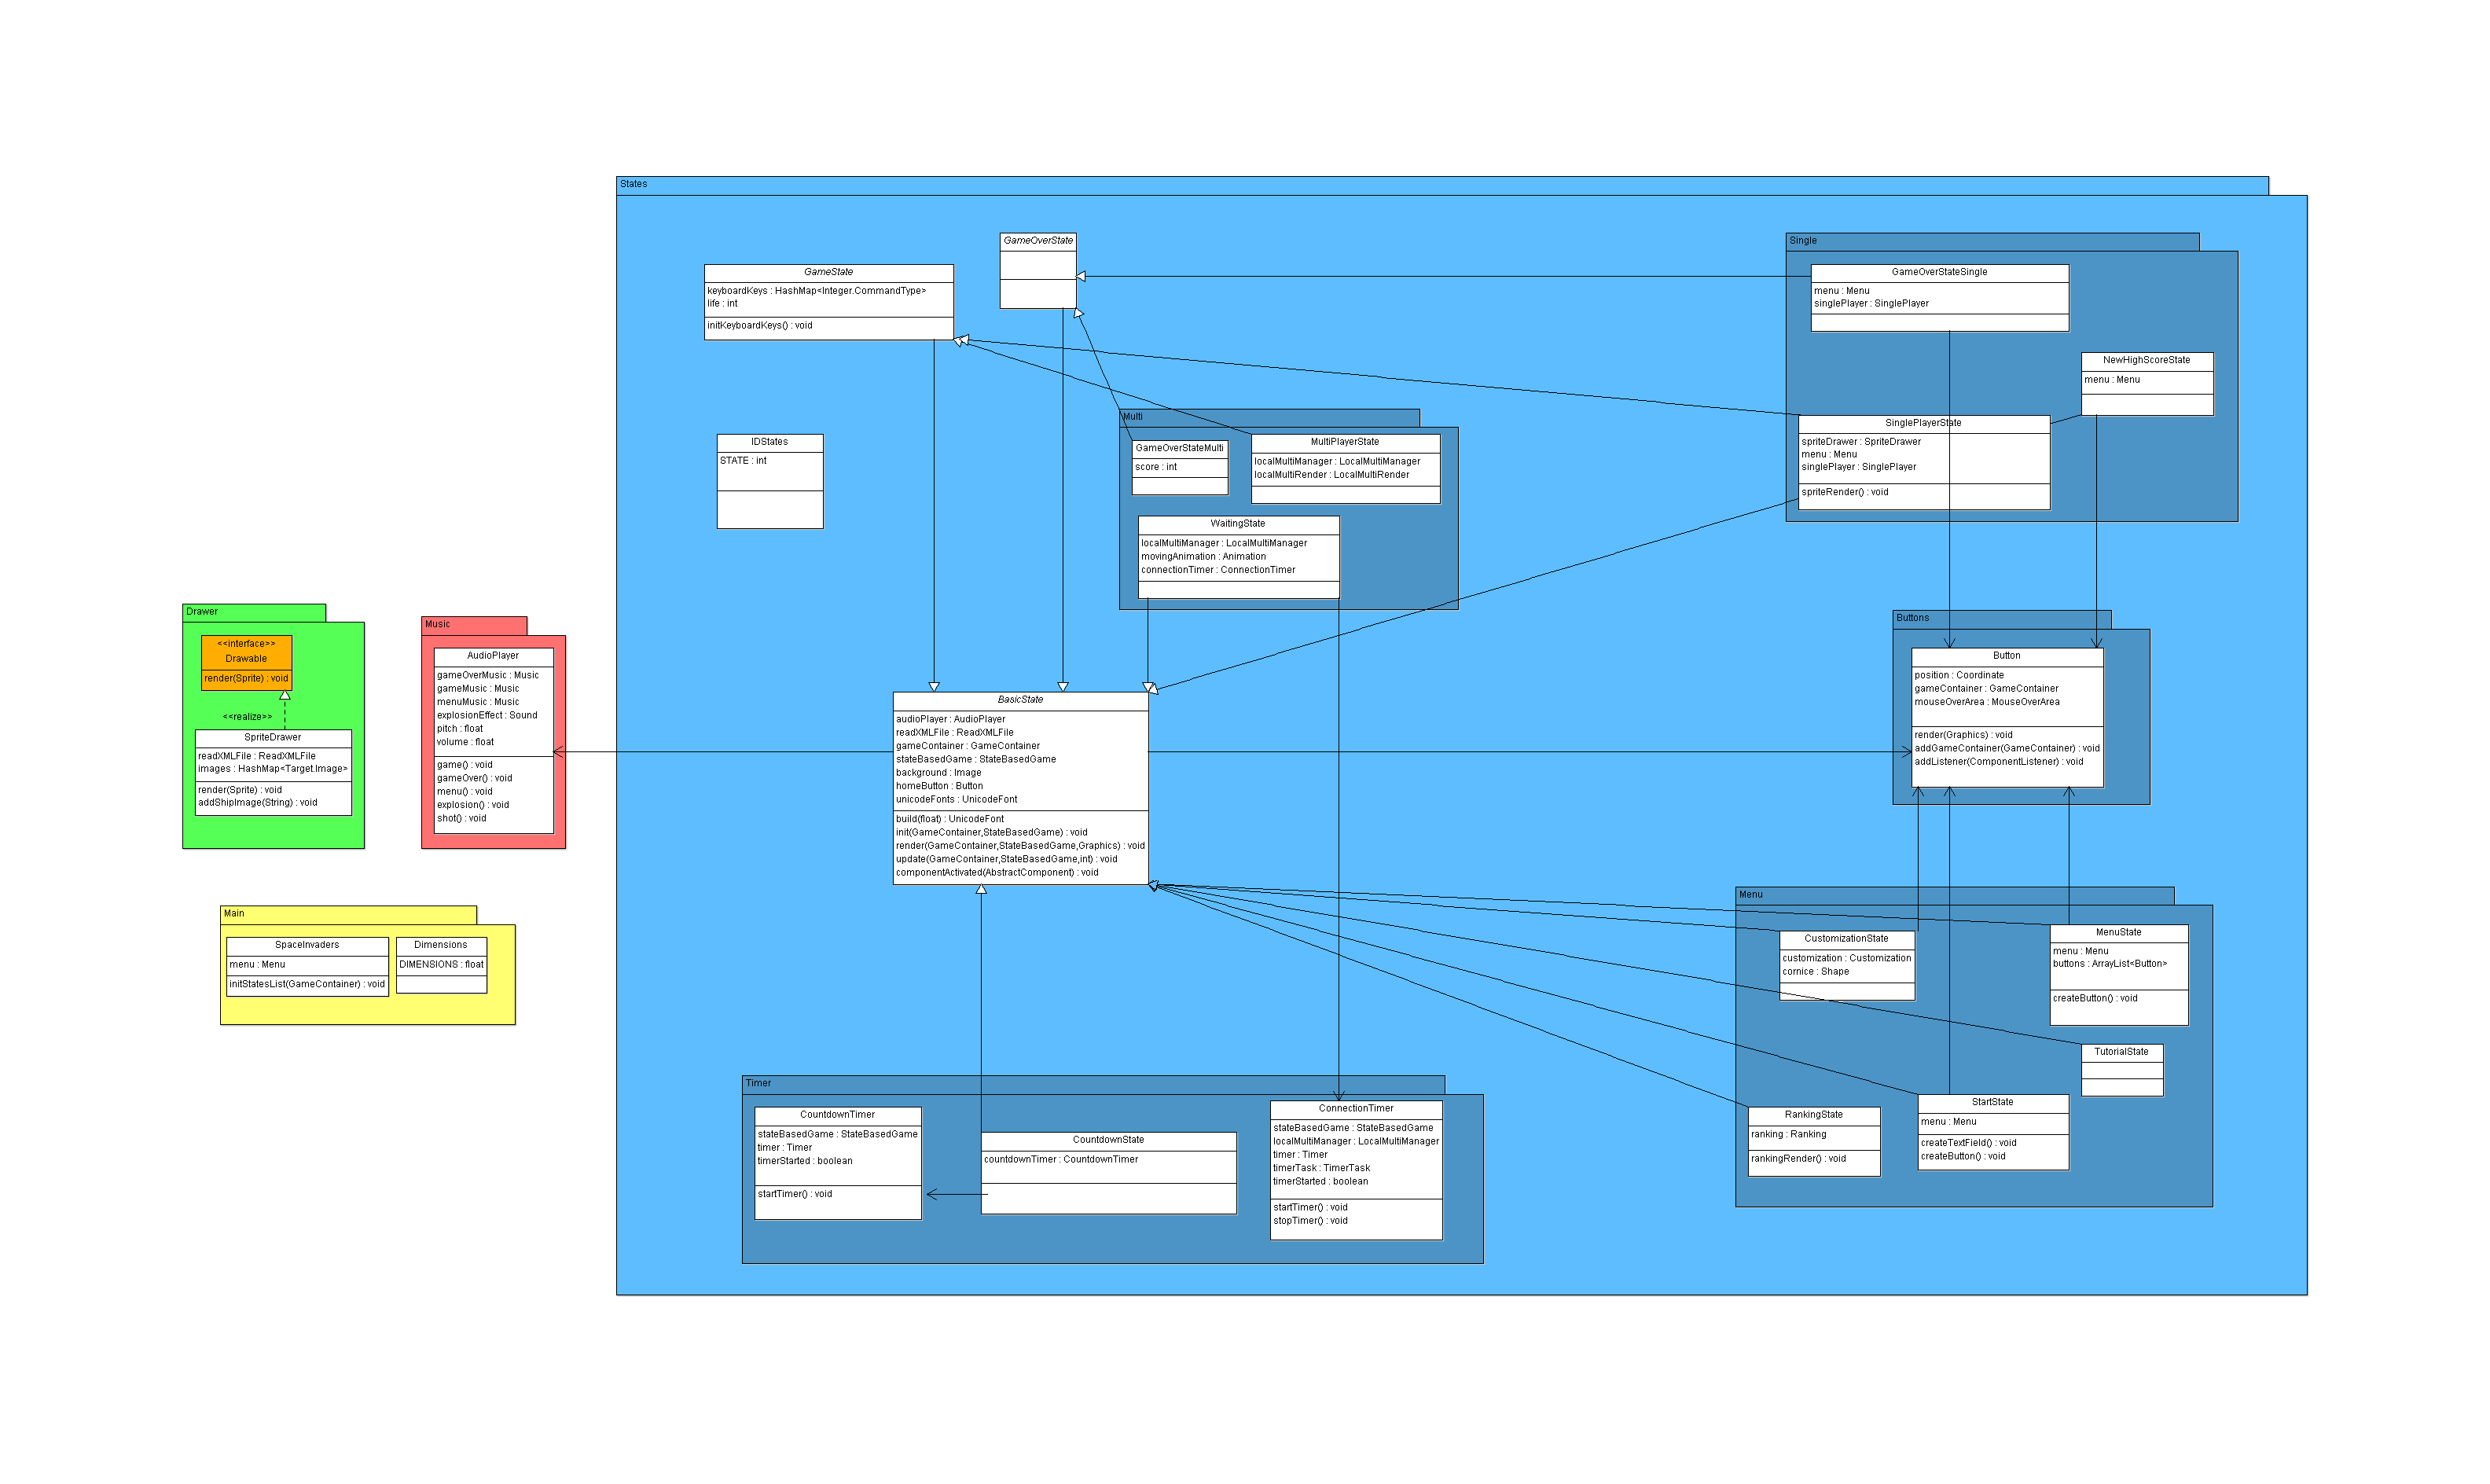 States
GameOverState
GameState
keyboardKeys : HashMap<Integer.CommandType>
life : int
initKeyboardKeys() : void
IDStates
STATE : int
Single
GameOverStateSingle
menu : Menu
singlePlayer : SinglePlayer
NewHighScoreState
menu : Menu
SinglePlayerState
spriteDrawer : SpriteDrawer
menu : Menu
singlePlayer : SinglePlayer
spriteRender() : void
Multi
GameOverStateMulti
score : int
MultiPlayerState
localMultiManager : LocalMultiManager
localMultiRender : LocalMultiRender
WaitingState
localMultiManager : LocalMultiManager
movingAnimation : Animation
connectionTimer : ConnectionTimer
Drawer
<<interface>>
Drawable
render(Sprite) : void
<<realize>>
SpriteDrawer
readXMLFile : ReadXMLFile
images : HashMap<Target.Image>
render(Sprite) : void
addShipImage(String) : void
Music
AudioPlayer
gameOverMusic : Music
gameMusic : Music
menuMusic : Music
explosionEffect : Sound
pitch : float
volume : float
game() : void
gameOver() : void
menu() : void
explosion() : void
shot() : void
BasicState
audioPlayer : AudioPlayer
readXMLFile : ReadXMLFile
gameContainer : GameContainer
stateBasedGame : StateBasedGame
background : Image
homeButton : Button
unicodeFonts : UnicodeFont
build(float) : UnicodeFont
init(GameContainer,StateBasedGame) : void
render(GameContainer,StateBasedGame,Graphics) : void
update(GameContainer,StateBasedGame,int) : void
componentActivated(AbstractComponent) : void
Buttons
Button
position : Coordinate
gameContainer : GameContainer
mouseOverArea : MouseOverArea
render(Graphics) : void
addGameContainer(GameContainer) : void
addListener(ComponentListener) : void
Main
SpaceInvaders
menu : Menu
initStatesList(GameContainer) : void
Dimensions
DIMENSIONS : float
Menu
CustomizationState
customization : Customization
cornice : Shape
MenuState
menu : Menu
buttons : ArrayList<Button>
createButton() : void
TutorialState
StartState
menu : Menu
createTextField() : void
createButton() : void
RankingState
ranking : Ranking
rankingRender() : void
Timer
CountdownTimer
stateBasedGame : StateBasedGame
timer : Timer
timerStarted : boolean
startTimer() : void
CountdownState
countdownTimer : CountdownTimer
ConnectionTimer
stateBasedGame : StateBasedGame
localMultiManager : LocalMultiManager
timer : Timer
timerTask : TimerTask
timerStarted : boolean
startTimer() : void
stopTimer() : void